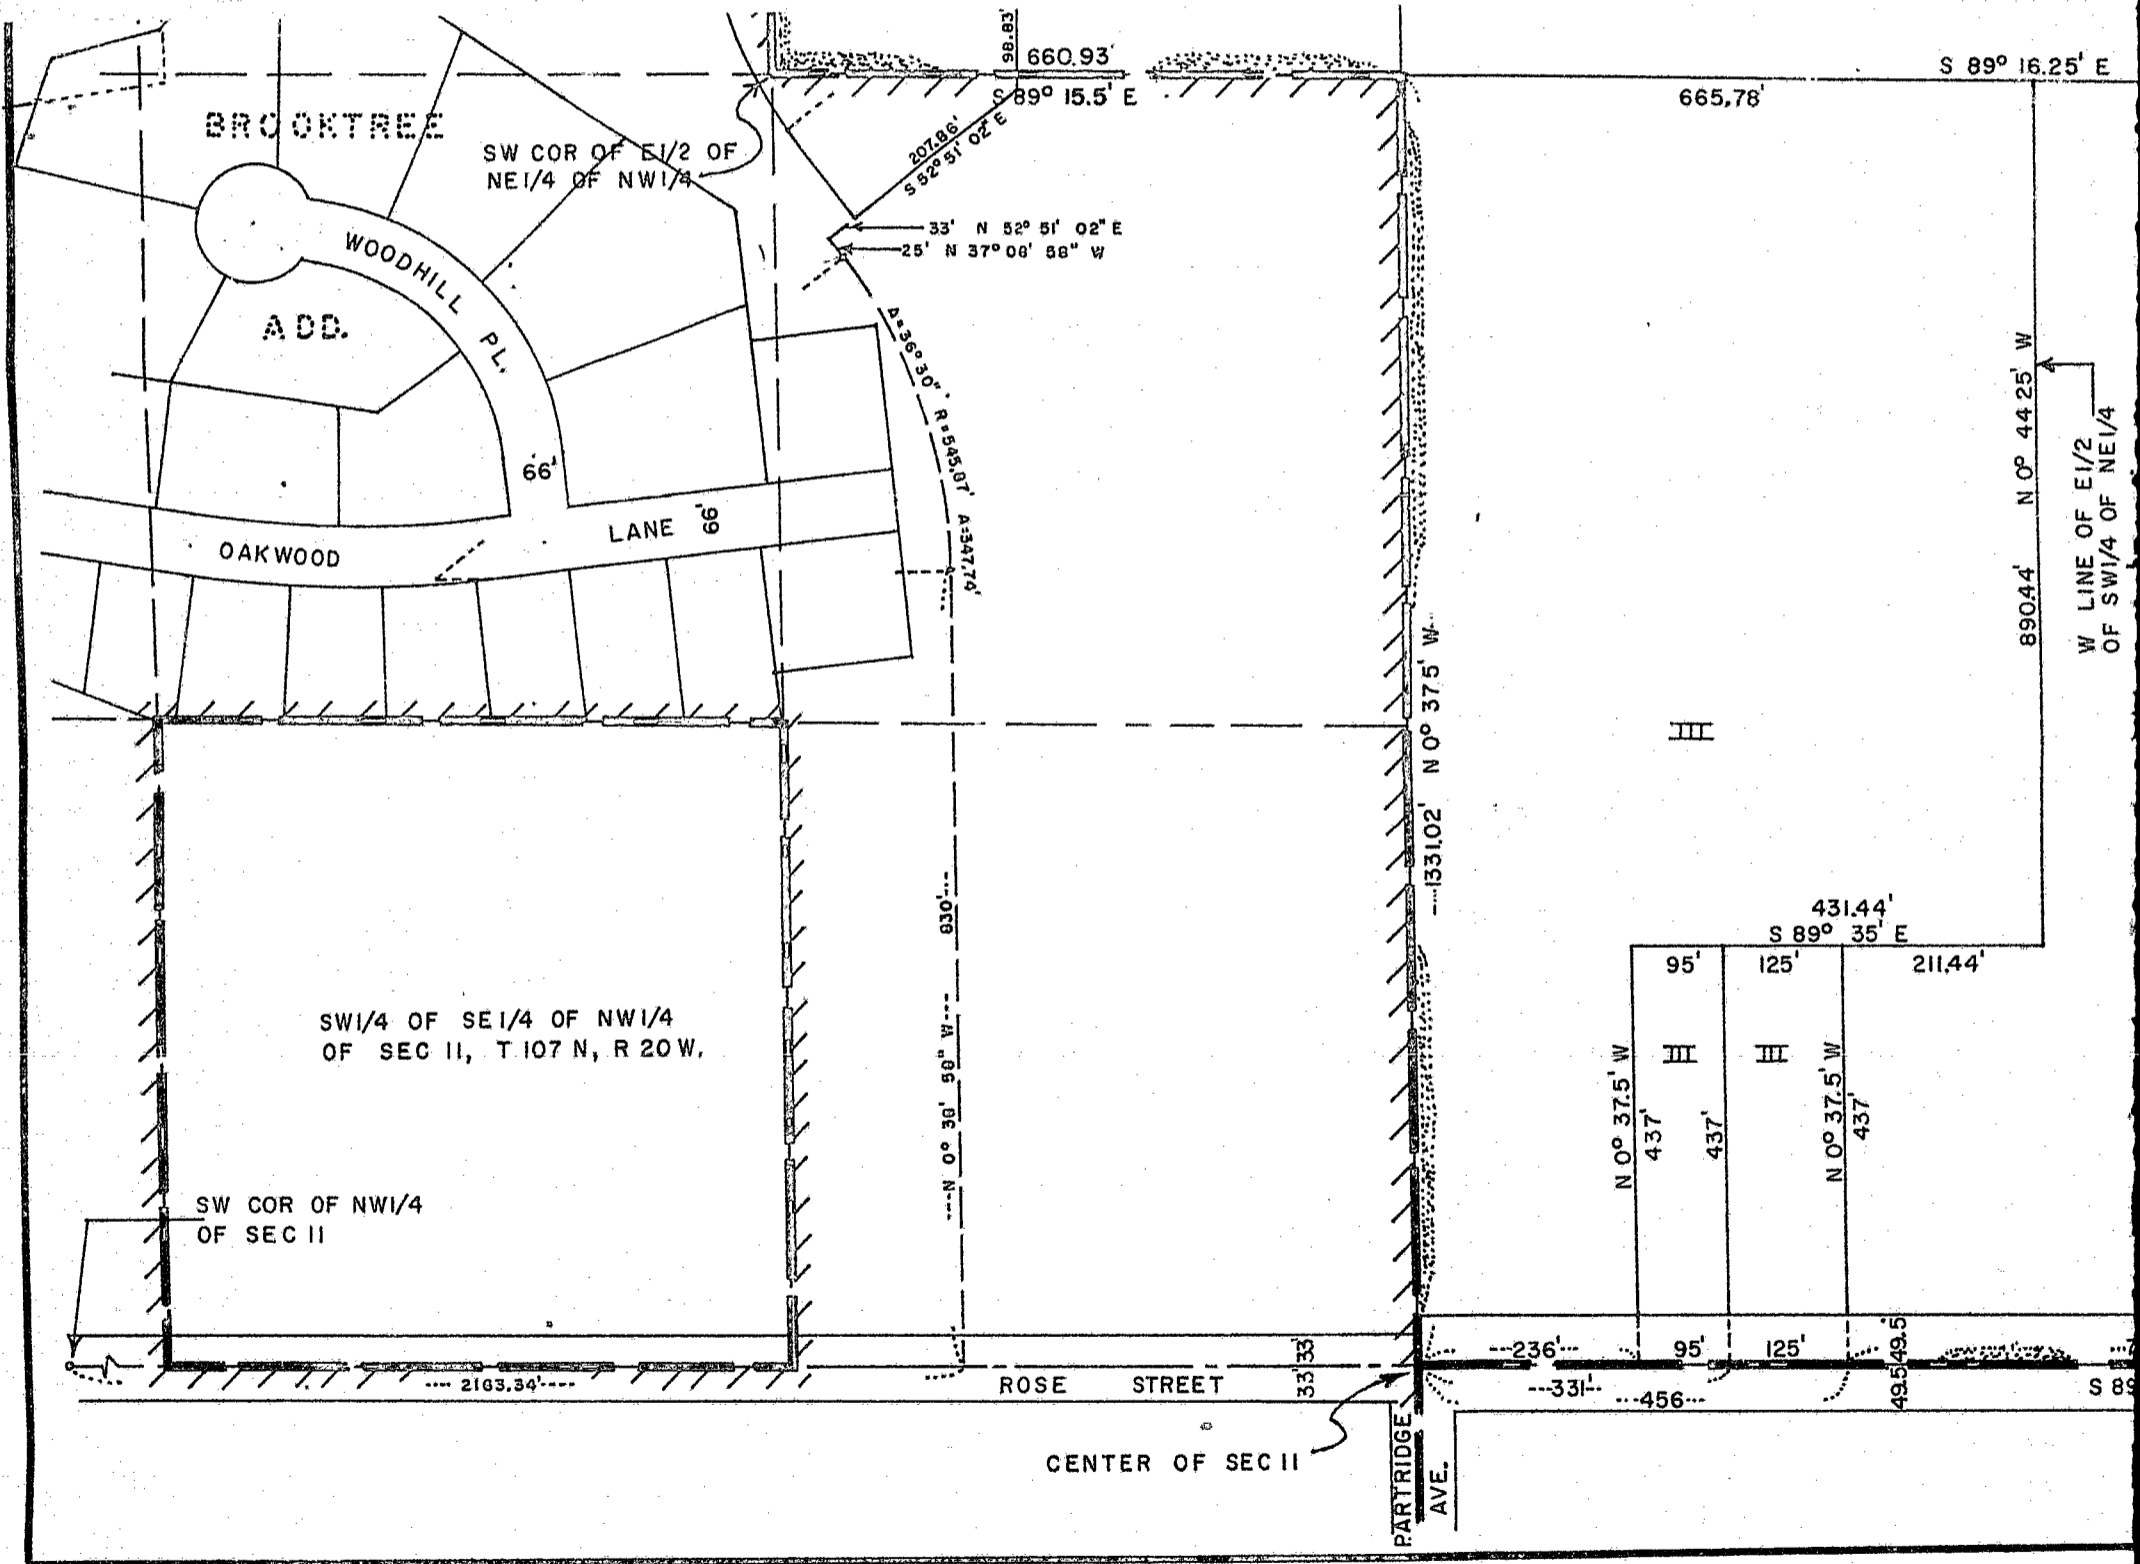 98.83'
660.93'
S 89° 15.5' E
S 89° 16.25' E
665.78'
BROOKTREE
ADD.
SW COR OF E1/2 OF
NE1/4 OF NW1/4
207.86'
S 52° 51' 02" E
33' N 52° 51' 02" E
25' N 37° 08' 58" W
WOODHILL PL.
Δ=36° 30" R=545.87' A=347.74'
66'
OAKWOOD LANE
66'
N 0° 44 25' W
890.44'
W LINE OF E1/2
OF SW1/4 OF NE1/4
1331.02' N 0° 37.5' W
III
830'
N 0° 30' 50" W
431.44'
S 89° 35' E
95' 125' 211.44'
III III
N 0° 37.5' W
437'
437'
N 0° 37.5' W
437'
SW1/4 OF SE1/4 OF NW1/4
OF SEC 11, T 107 N, R 20 W.
SW COR OF NW1/4
OF SEC 11
2163.34'
ROSE STREET
33' 33'
236' 95' 125'
49.5' 49.5'
331'
456
S 89
CENTER OF SEC 11
PARTRIDGE
AVE.